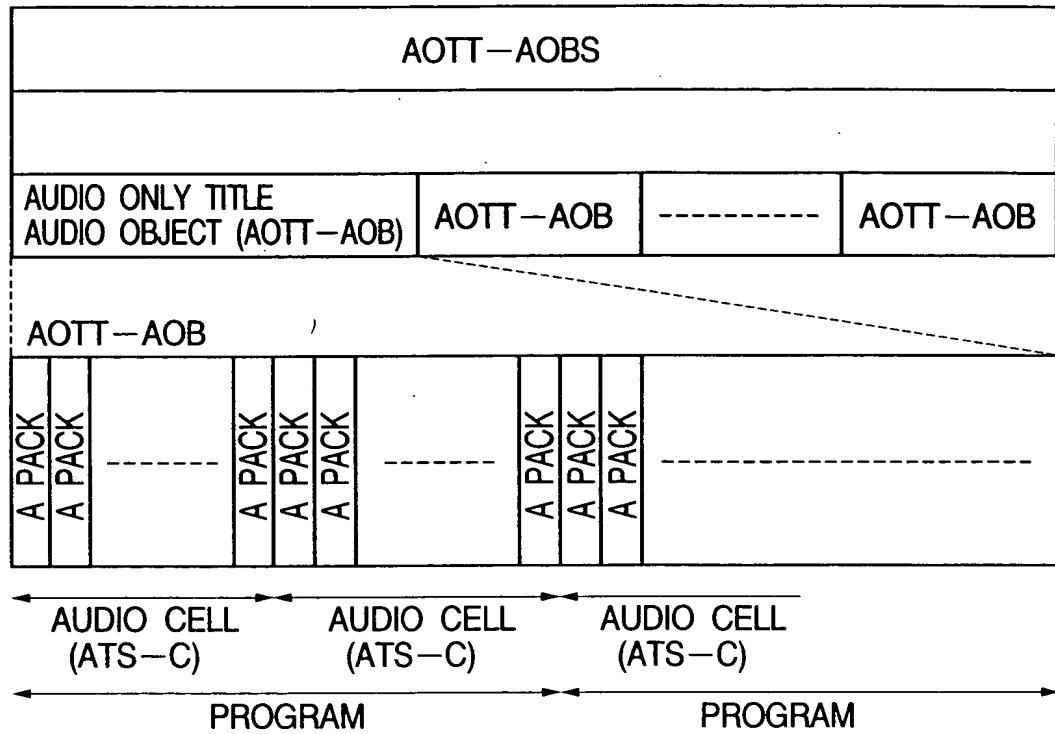 AOTT—AOBS
AUDIO ONLY TITLE
AUDIO OBJECT (AOTT—AOB)
AOTT—AOB
AOTT—AOB
AOTT—AOB
A PACK
A PACK
A PACK
A PACK
A PACK
A PACK
A PACK
A PACK
AUDIO CELL
(ATS—C)
AUDIO CELL
(ATS—C)
AUDIO CELL
(ATS—C)
PROGRAM
PROGRAM